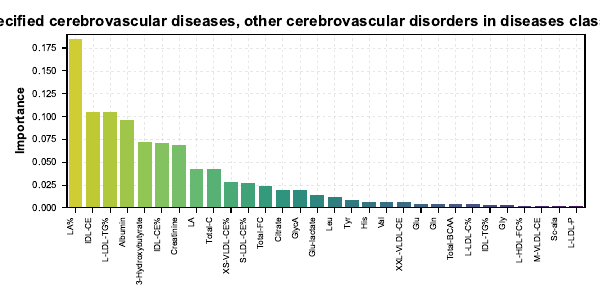 ecified cerebrovascular diseases, other cerebrovascular disorders in diseases clas
Importance
0.175
0.150
0.125
0.100
0.075
0.050
0.025
0.000
LA%
IDL-CE
L-LDL-TG%
Albumin
3-Hydroxybutyrate
IDL-CE%
Creatinine
LA
Total-C
XS-VLDL-CE%
S-LDL-CE%
Total-FC
Citrate
GlycA
Glu-lactate
Leu
Tyr
His
Val
XXL-VLDL-CE
Glu
Gln
Total-BCAA
L-LDL-C%
IDL-TG%
Gly
L-HDL-FC%
M-VLDL-CE
L-LDL-P